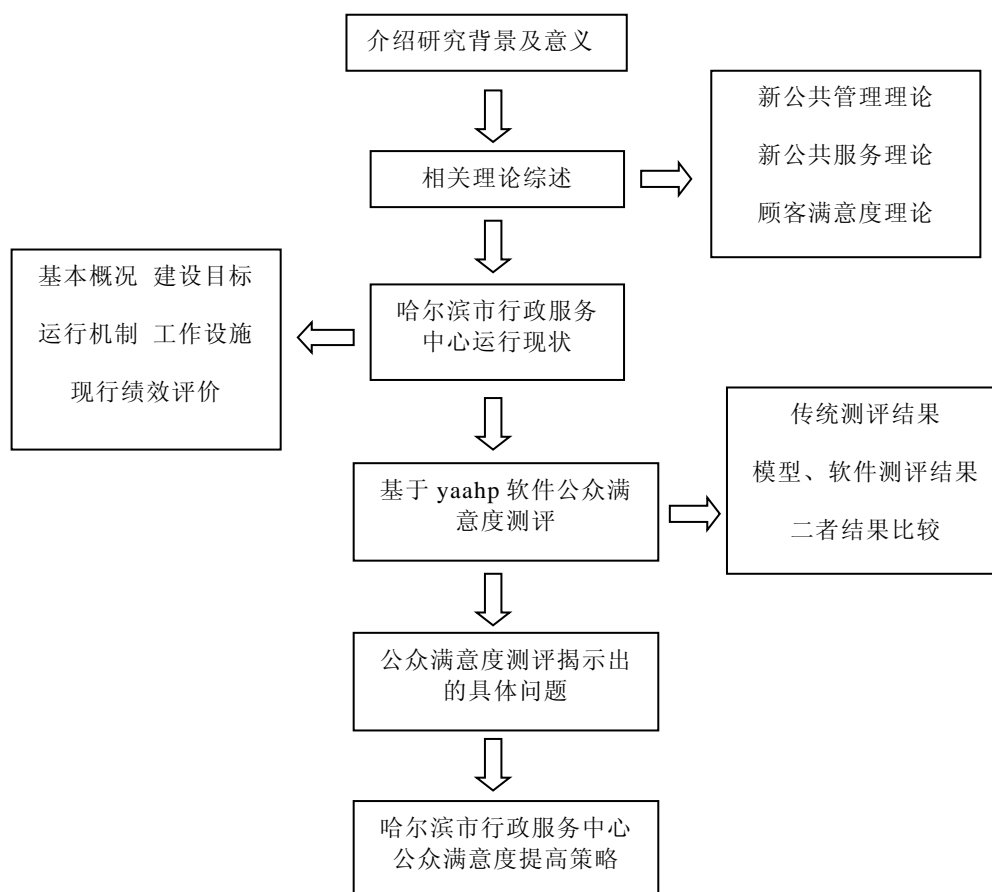 介绍研究背景及意义
新公共管理理论
新公共服务理论
顾客满意度理论
相关理论综述
基本概况 建设目标
运行机制 工作设施
现行绩效评价
哈尔滨市行政服务
中心运行现状
传统测评结果
模型、软件测评结果
二者结果比较
基于 yaahp 软件公众满
意度测评
公众满意度测评揭示出
的具体问题
哈尔滨市行政服务中心
公众满意度提高策略